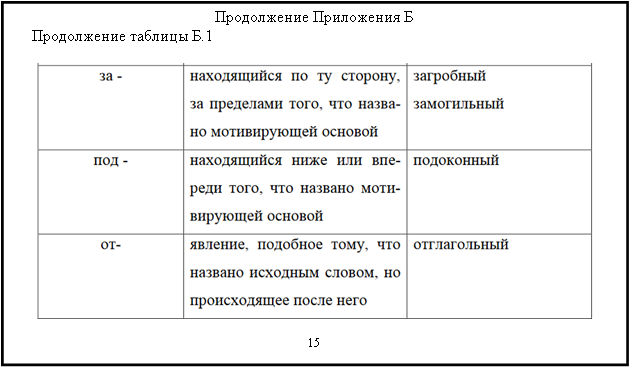 Продолжение Приложения Б
Продолжение таблицы Б.1
за -
находящийся по ту сторону,
за пределами того, что назва-
но мотивирующей основой
загробный
замогильный
под -
находящийся ниже или впе-
реди того, что названо моти-
вирующей основой
подоконный
от-
явление, подобное тому, что
названо исходным словом, но
происходящее после него
отглагольный
15